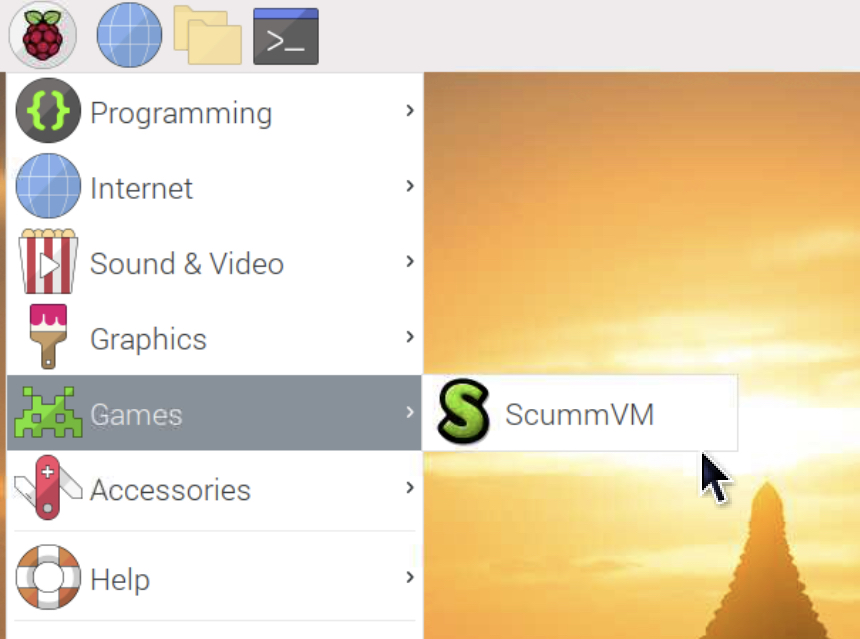 Programming
Internet
Sound & Video
Graphics
Games
ScummVM
Accessories
Help